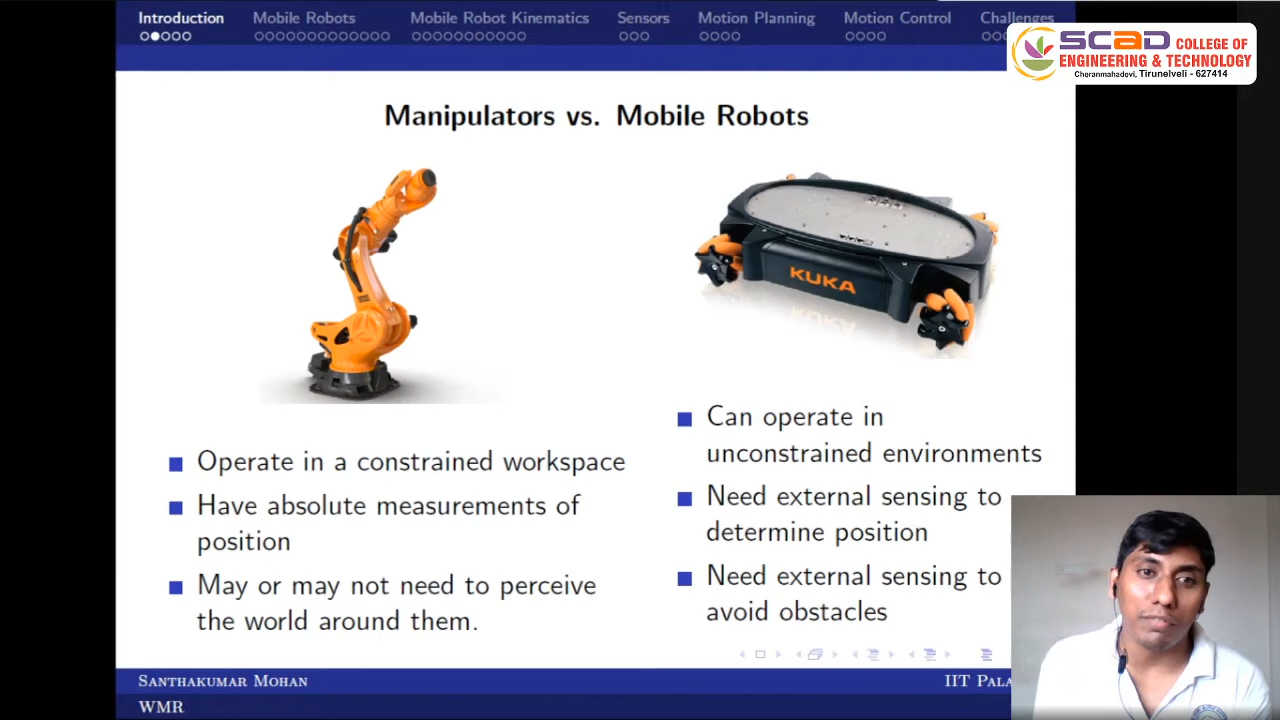 Introduction Mobile Robots Mobile Robot Kinematics Sensors Motion Planning Motion Control Challenges
SCAD COLLEGE OF
ENGINEERING & TECHNOLOGY
Cheranmahadevi, Tirunelveli - 627414
Manipulators vs. Mobile Robots
KUKA
Operate in a constrained workspace
Have absolute measurements of
position
May or may not need to perceive
the world around them.
Can operate in
unconstrained environments
Need external sensing to
determine position
Need external sensing to
avoid obstacles
SANTHAKUMAR MOHAN
IIT PALA
WMR